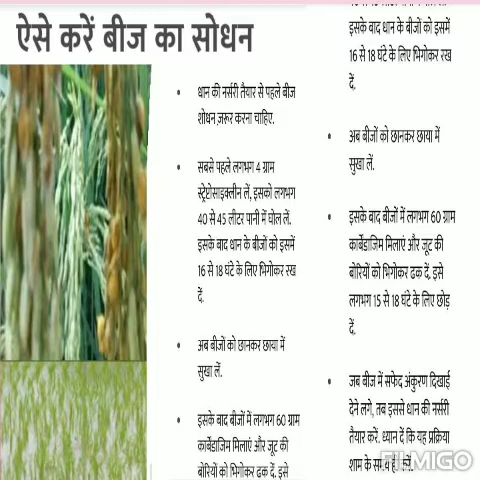 ऐसे करें बीज का सोधन
धान की नर्सरी तैयार से पहले बीज
शोधन ज़रूर करना चाहिए.
सबसे पहले लगभग 4 ग्राम
स्ट्रेप्टोसाइक्लीन लें, इसको लगभग
40 से 45 लीटर पानी में घोल लें.
इसके बाद धान के बीजों को इसमें
16 से 18 घंटे के लिए भिगोकर रख
दें.
अब बीजों को छानकर छाया में
सुखा लें.
इसके बाद बीजों में लगभग 60 ग्राम
कार्बेंडाजिम मिलाएं और जूट की
बोरियों को भिगोकर ढक दें, इसे
इसके बाद धान के बीजों को इसमें
16 से 18 घंटे के लिए भिगोकर रख
दें.
अब बीजों को छानकर छाया में
सुखा लें.
इसके बाद बीजों में लगभग 60 ग्राम
कार्बेंडाजिम मिलाएं और जूट की
बोरियों को भिगोकर ढक दें, इसे
लगभग 15 से 18 घंटे के लिए छोड़
दें.
जब बीज में सफेद अंकुरण दिखाई
देने लगे, तब इससे धान की नर्सरी
तैयार करें. ध्यान दें कि यह प्रक्रिया
शाम के समय ही करें.
FILMIGO